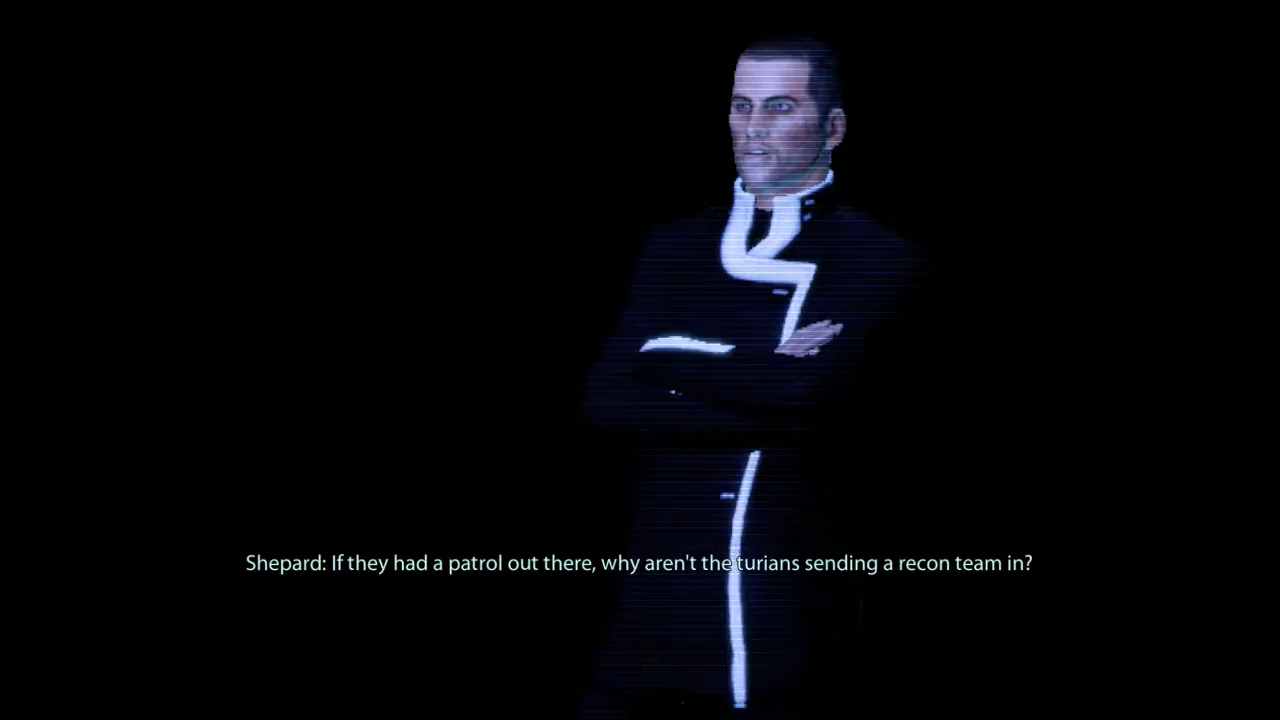 Shepard: If they had a patrol out there, why aren't the turians sending a recon team in?